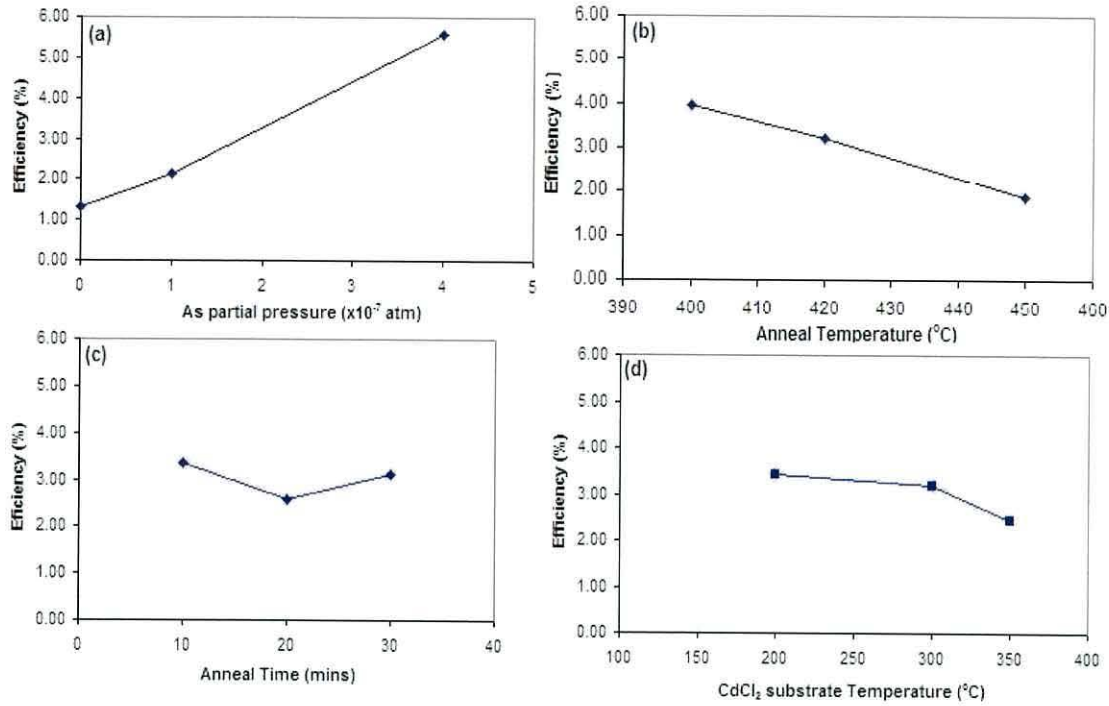 (a)
6.00
5.00
4.00
3.00
2.00
1.00
0.00
Efficiency (%)
0 1 2 3 4 5
As partial pressure (x10⁻⁷ atm)
(b)
6.00
5.00
4.00
3.00
2.00
1.00
0.00
Efficiency (%)
390 400 410 420 430 440 450 460
Anneal Temperature (⁰C)
(c)
6.00
5.00
4.00
3.00
2.00
1.00
0.00
Eficiency (%)
0 10 20 30 40
Anneal Time (mins)
(d)
6.00
5.00
4.00
3.00
2.00
1.00
0.00
Efficiency (%)
100 150 200 250 300 350 400
CdCl₂ substrate Temperature (⁰C)